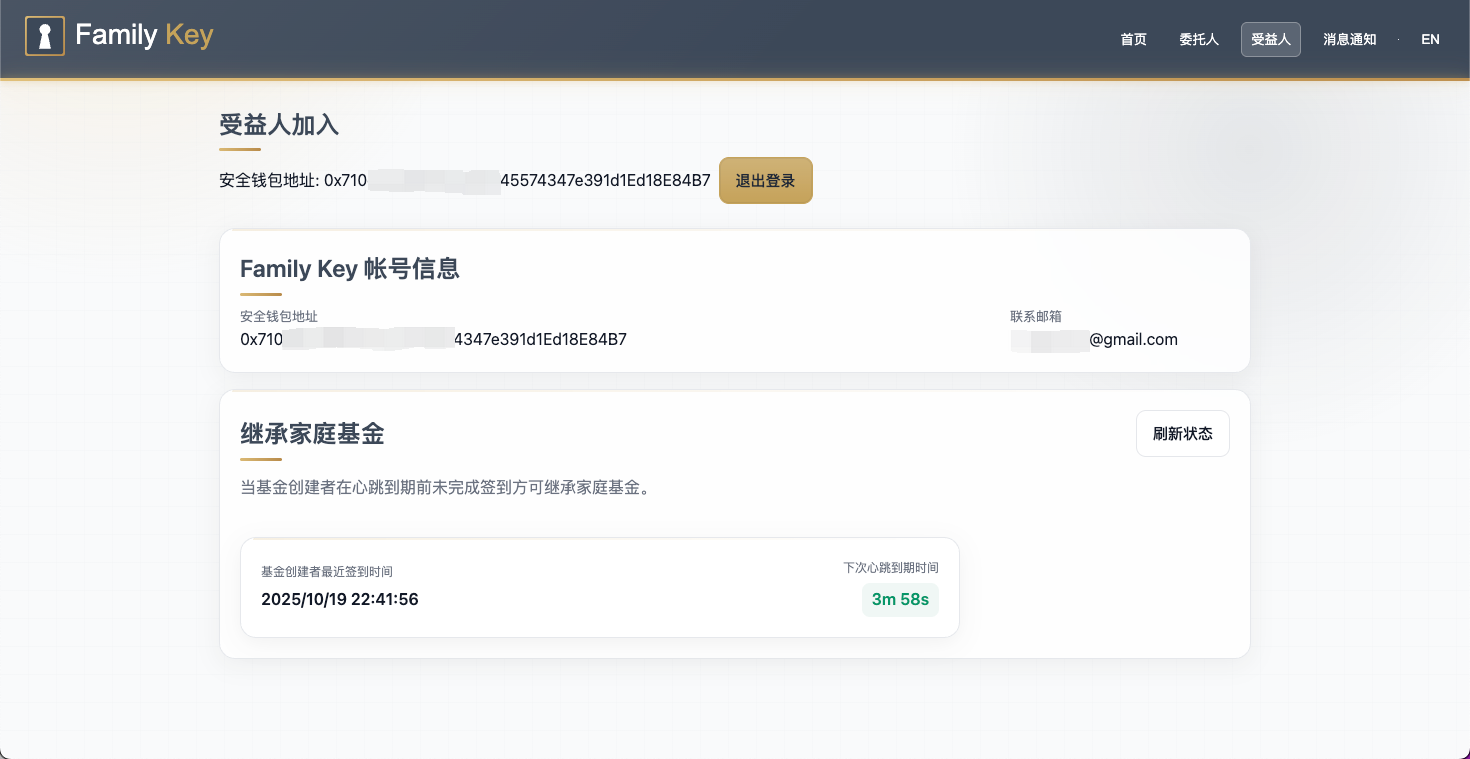 Family Key
首页 委托人 受益人 消息通知 · EN
受益人加入
安全钱包地址: 0x710 45574347e391d1Ed18E84B7 退出登录
Family Key 帐号信息
安全钱包地址 联系邮箱
0x710 4347e391d1Ed18E84B7 @gmail.com
继承家庭基金 刷新状态
当基金创建者在心跳到期前未完成签到方可继承家庭基金。
基金创建者最近签到时间 下次心跳到期时间
2025/10/19 22:41:56 3m 58s